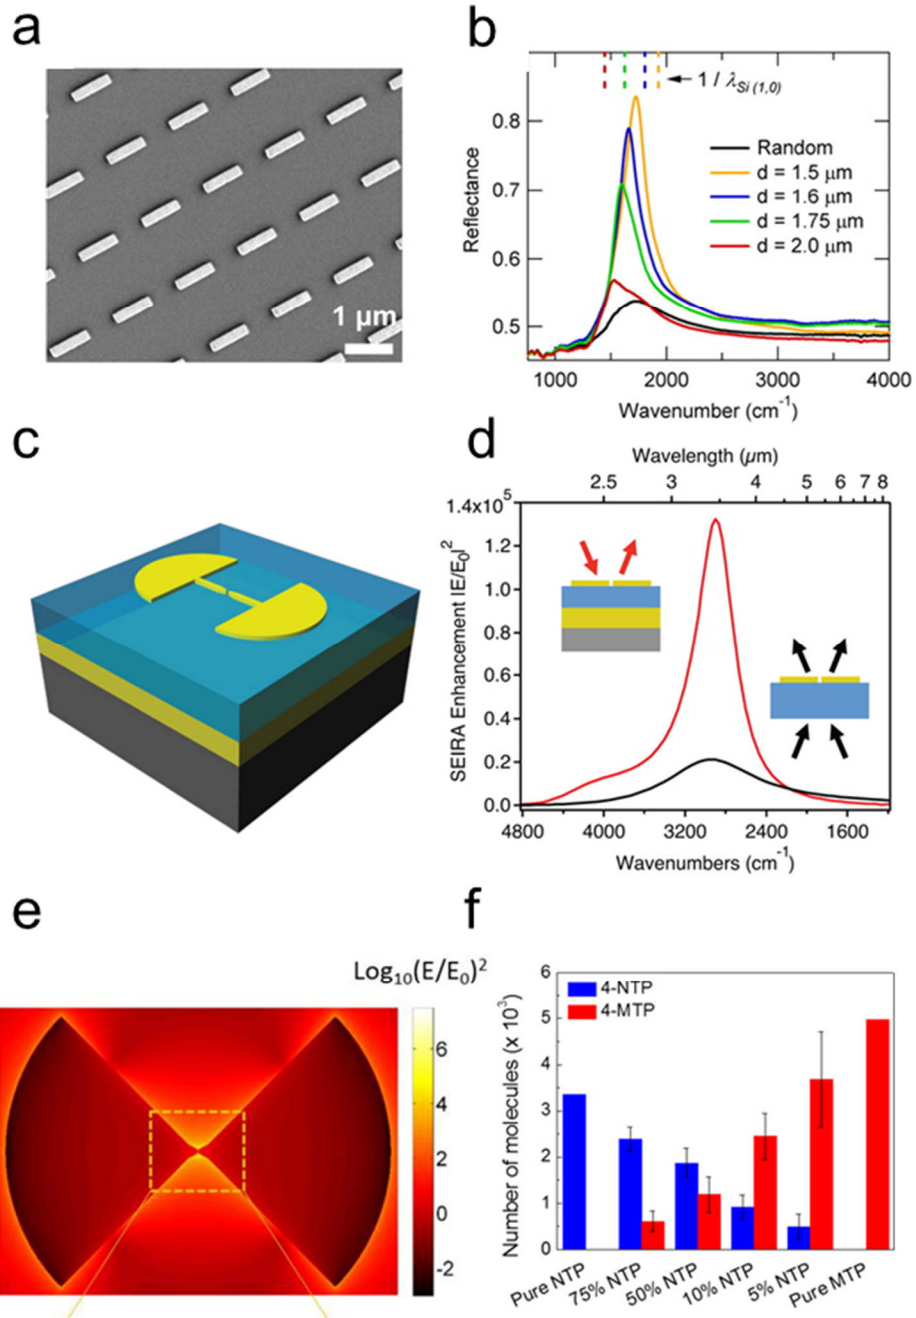 a
1 μm
b
1 / λSi (1,0)
Random
d = 1.5 μm
d = 1.6 μm
d = 1.75 μm
d = 2.0 μm
0.8
0.7
0.6
0.5
Reflectance
1000 2000 3000 4000
Wavenumber (cm⁻¹)
c
d
Wavelength (μm)
2.5 3 4 5 6 7 8
1.4x10⁵
1.2
1.0
0.8
0.6
0.4
0.2
0.0
SEIRA Enhancement |E/E₀|²
4800 4000 3200 2400 1600
Wavenumbers (cm⁻¹)
e
Log₁₀(E/E₀)²
6
4
2
0
-2
f
4-NTP
4-MTP
6
5
4
3
2
1
0
Number of molecules (x 10³)
Pure NTP 75% NTP 50% NTP 10% NTP 5% NTP Pure MTP